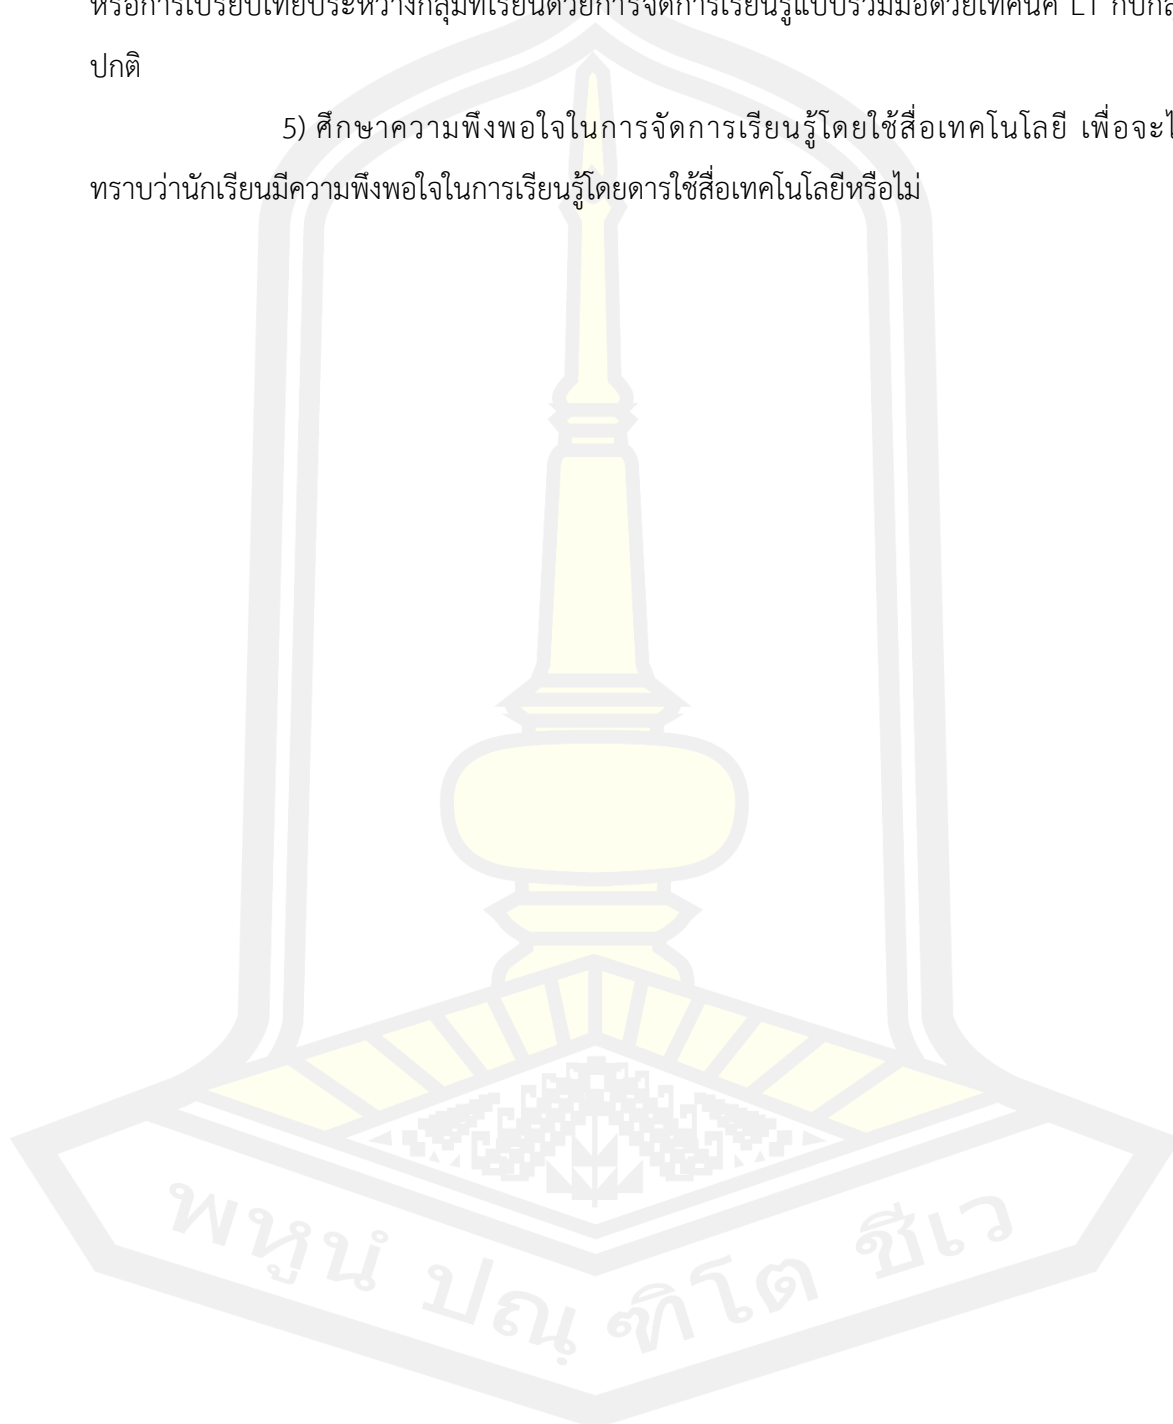 หรือการเปรียบเทียบระหว่างกลุ่มที่เรียนด้วยการจัดการเรียนรู้แบบร่วมมือด้วยเทคนิค LT กับ
ปกติ
5) ศึกษาความพึงพอใจในการจัดการเรียนรู้โดยใช้สื่อเทคโนโลยี เพื่อจะ
ทราบว่านักเรียนมีความพึงพอใจในการเรียนรู้โดยดารใช้สื่อเทคโนโลยีหรือไม่
พหูนํ ปณฺฑิโต ชีเว